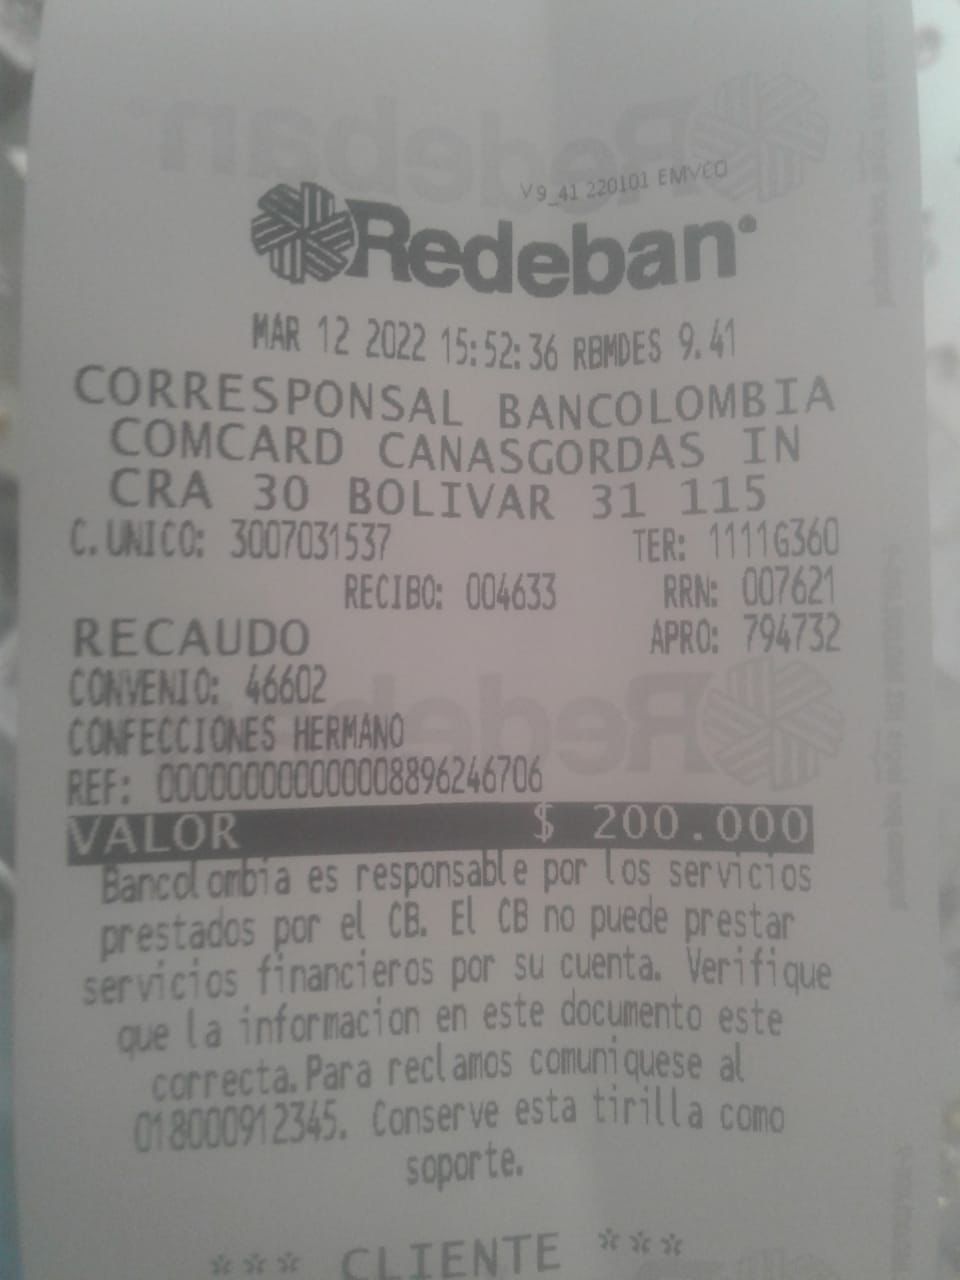 V9_41 220101 EMVCO
Redeban
MAR 12 2022 15:52:36 RBMDES 9.41
CORRESPONSAL BANCOLOMBIA
COMCARD CANASGORDAS IN
CRA 30 BOLIVAR 31 115
C. UNICO: 3007031537 TER: 1111G360
RECIBO: 004633 RRN: 007621
RECAUDO APRO: 794732
CONVENIO: 46602
CONFECCIONES HERMANO
REF: 00000000000008896246706
VALOR $ 200.000
Bancolombia es responsable por los servicios
prestados por el CB. El CB no puede prestar
servicios financieros por su cuenta. Verifique
que la informacion en este documento este
correcta. Para reclamos comuniquese al
018000912345. Conserve esta tirilla como
soporte.
*** CLIENTE ***